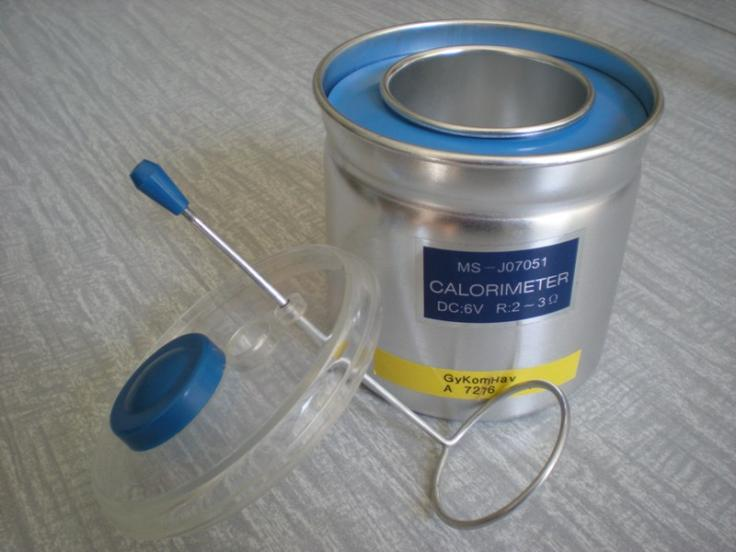 MS-J07051
CALORIMETER
DC:6V R:2~3Ω
GyKomHav
A 7276